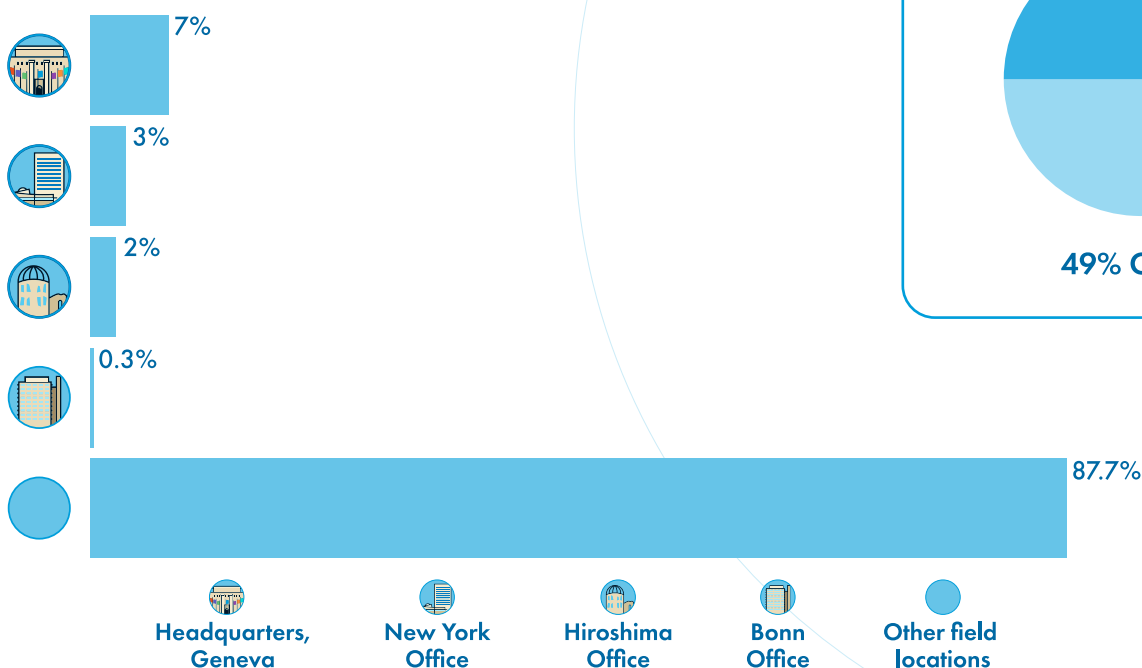 7%
3%
2%
0.3%
87.7%
49%
Headquarters,
Geneva
New York
Office
Hiroshima
Office
Bonn
Office
Other field
locations